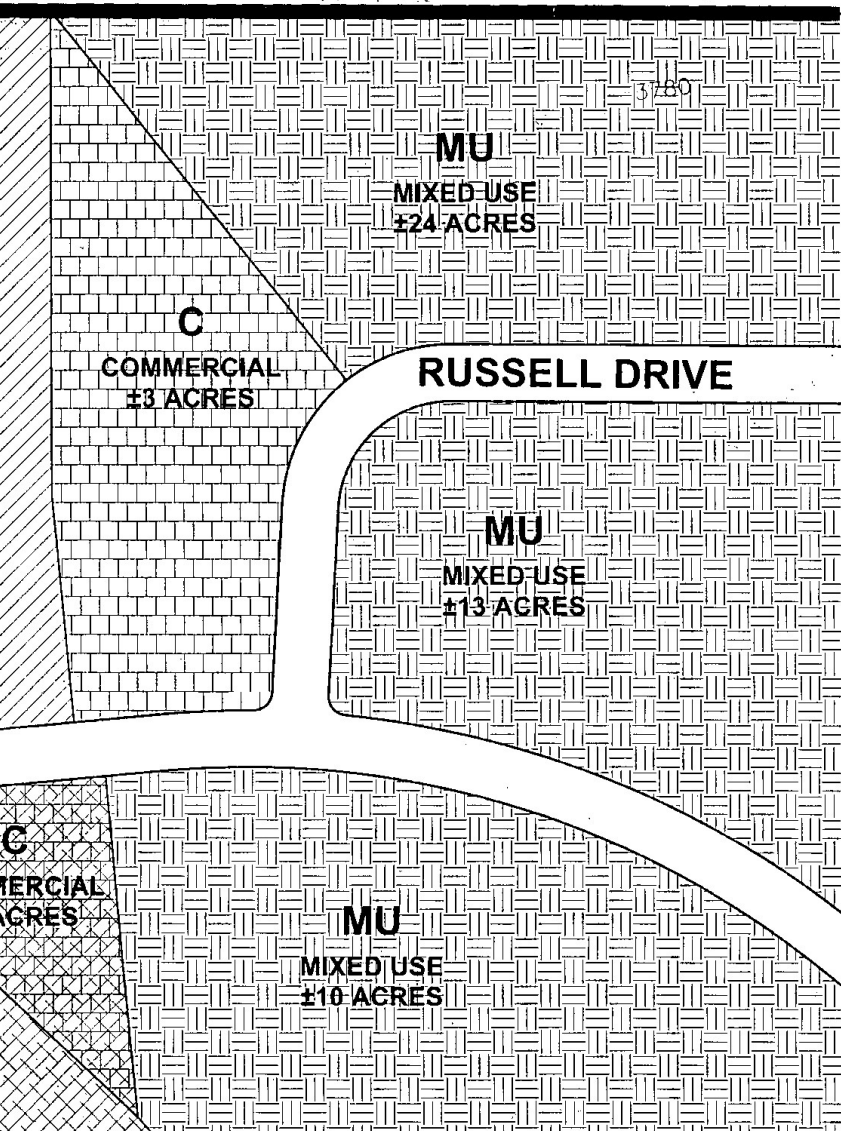 3780
MU
MIXED USE
±24 ACRES
C
COMMERCIAL
±3 ACRES
RUSSELL DRIVE
MU
MIXED USE
±13 ACRES
C
MERCIAL
ACRES
MU
MIXED USE
±10 ACRES